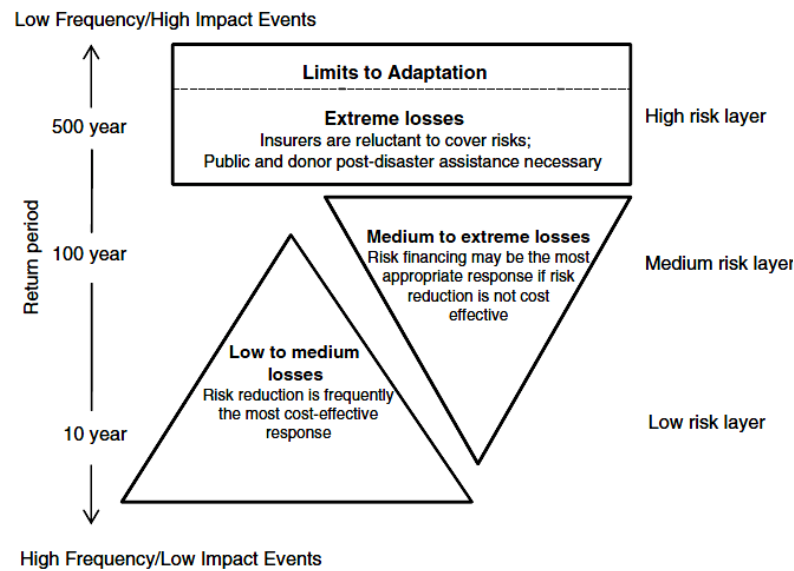 Low Frequency/High Impact Events
Limits to Adaptation
500 year
Extreme losses
Insurers are reluctant to cover risks;
Public and donor post-disaster assistance necessary
High risk layer
Return period
100 year
Medium to extreme losses
Risk financing may be the most
appropriate response if risk
reduction is not cost
effective
Medium risk layer
Low to medium
losses
Risk reduction is frequently
the most cost-effective
response
10 year
Low risk layer
High Frequency/Low Impact Events